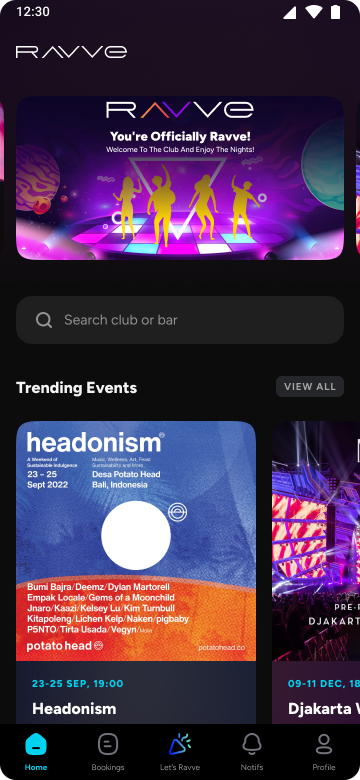 12:30
RAVVE
RAVVE
You're Officially Ravve!
Welcome To The Club And Enjoy The Nights!
Search club or bar
Trending Events
VIEW ALL
headonism®
A Weekend of
Sustainable Indulgence
Music, Wellness, Art, Feast
Sustainability and More
23 – 25
Sept 2022
Desa Potato Head
Bali, Indonesia
Bumi Bajra/Deemz/Dylan Martorell
Empak Locale/Gems of a Moonchild
Jnaro/Kaazi/Kelsey Lu/Kim Turnbull
Kitapoleng/Lichen Kelp/Naken/pigbaby
P5NTO/Tirta Usada/Vegyn/More
potato head
potatohead.co
PRE-
DJAKART
23-25 SEP, 19:00
Headonism
09-11 DEC, 18
Djakarta W
Home
Bookings
Let's Ravve
Notifs
Profile